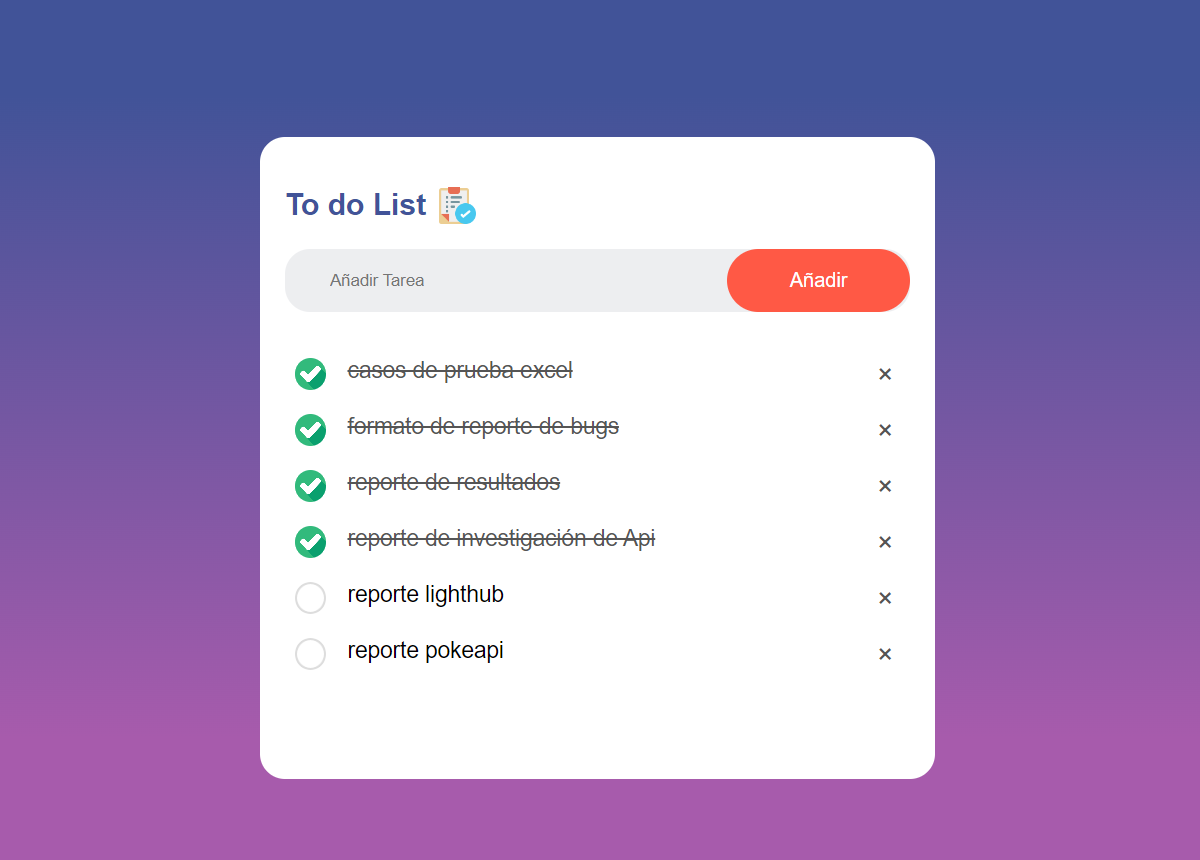 To do List
Añadir Tarea
Añadir
casos de prueba excel
formato de reporte de bugs
reporte de resultados
reporte de investigación de Api
reporte lighthub
reporte pokeapi